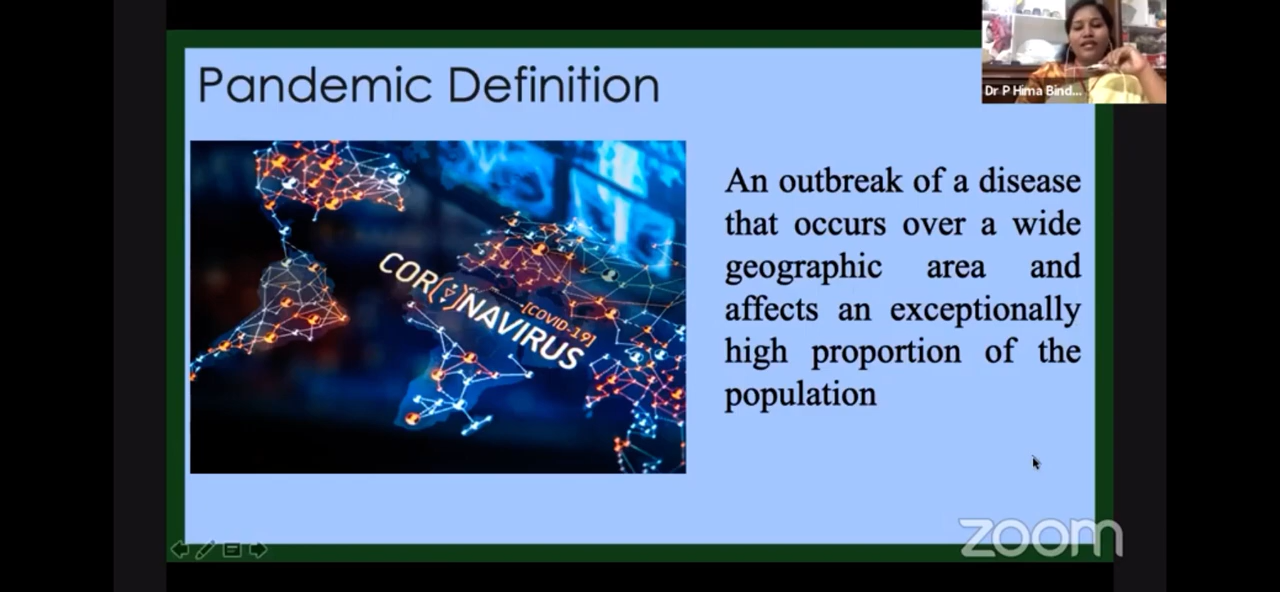 Pandemic Definition
Dr P Hima Bind...
CORONAVIRUS
[COVID-19]
An outbreak of a disease
that occurs over a wide
geographic area and
affects an exceptionally
high proportion of the
population
zoom